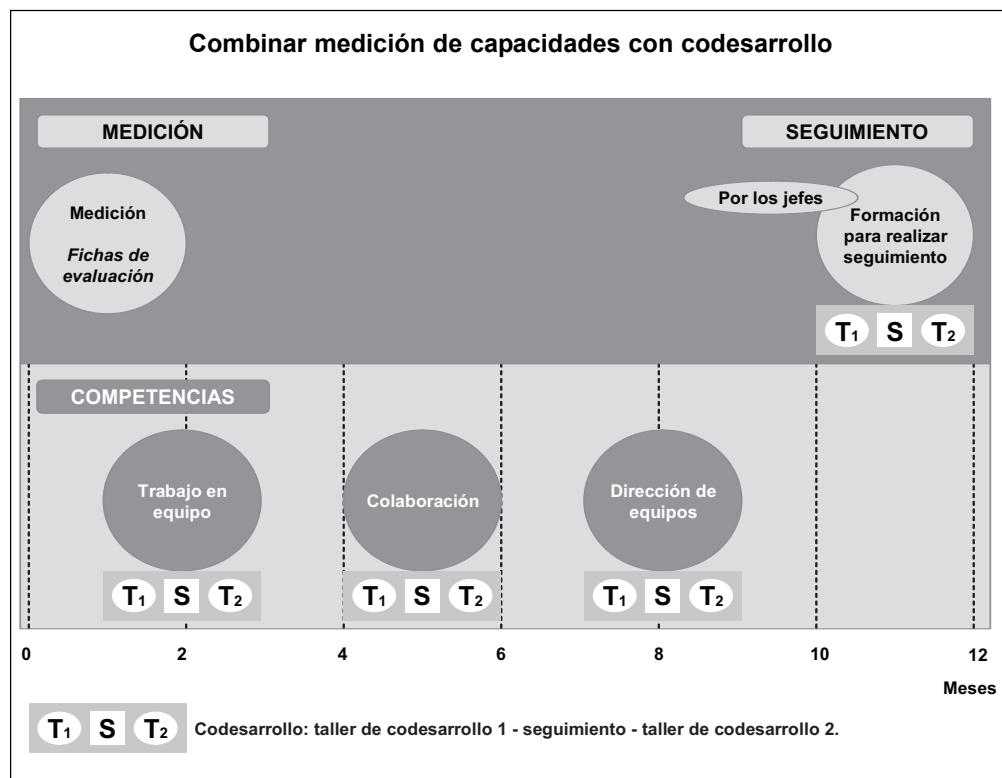 Combinar medición de capacidades con codesarrollo
MEDICIÓN
SEGUIMIENTO
Medición
Fichas de
evaluación
Por los jefes
Formación
para realizar
seguimiento
T1 S T2
COMPETENCIAS
Trabajo en
equipo
Colaboración
Dirección de
equipos
T1 S T2
T1 S T2
T1 S T2
0 2 4 6 8 10 12
Meses
T1 S T2 Codesarrollo: taller de codesarrollo 1 - seguimiento - taller de codesarrollo 2.